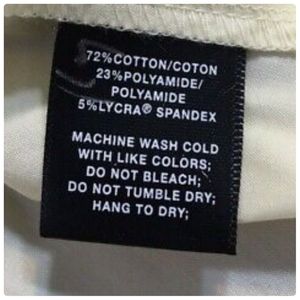 72%COTTON/COTON
23%POLYAMIDE/
POLYAMIDE
5%LYCRA® SPANDEX
MACHINE WASH COLD
WITH LIKE COLORS;
DO NOT BLEACH;
DO NOT TUMBLE DRY;
HANG TO DRY;